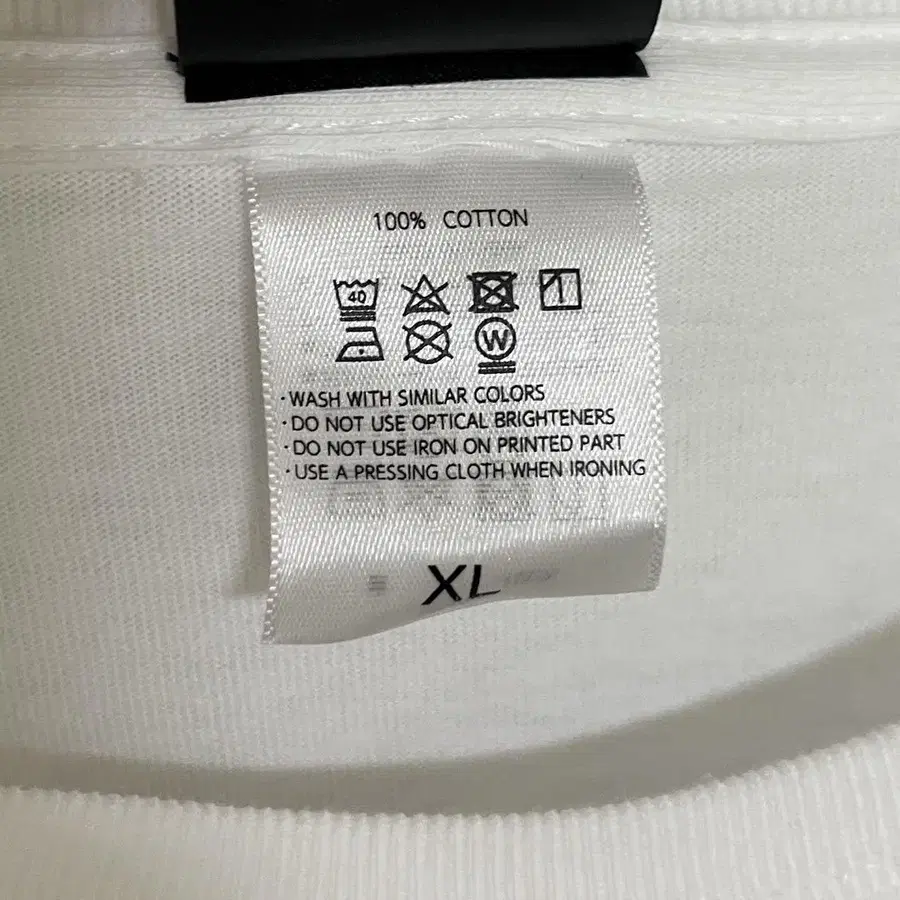 100% COTTON
40
W
·WASH WITH SIMILAR COLORS
·DO NOT USE OPTICAL BRIGHTENERS
·DO NOT USE IRON ON PRINTED PART
·USE A PRESSING CLOTH WHEN IRONING
XL